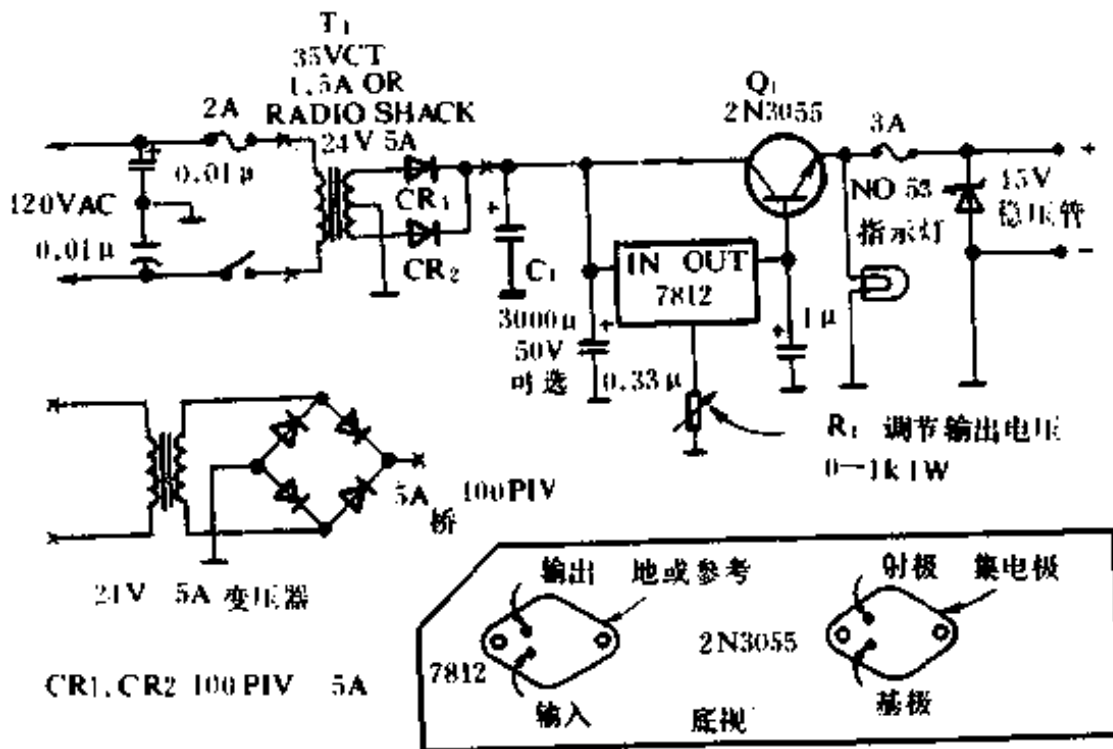 T₁
35VCT
1.5A OR
RADIO SHACK
24V 5A
2A
0.01μ
120VAC
0.01μ
CR₁
CR₂
C₁
3000μ
50V
可选
0.33μ
IN OUT
7812
Q₁
2N3055
3A
NO 53
指示灯
15V
稳压管
+
-
1μ
R₁ 调节输出电压
0—1k 1W
5A 100PIV
桥
24V 5A 变压器
CR1,CR2 100PIV 5A
输出 地或参考
7812
输入
底视
射极 集电极
2N3055
基极